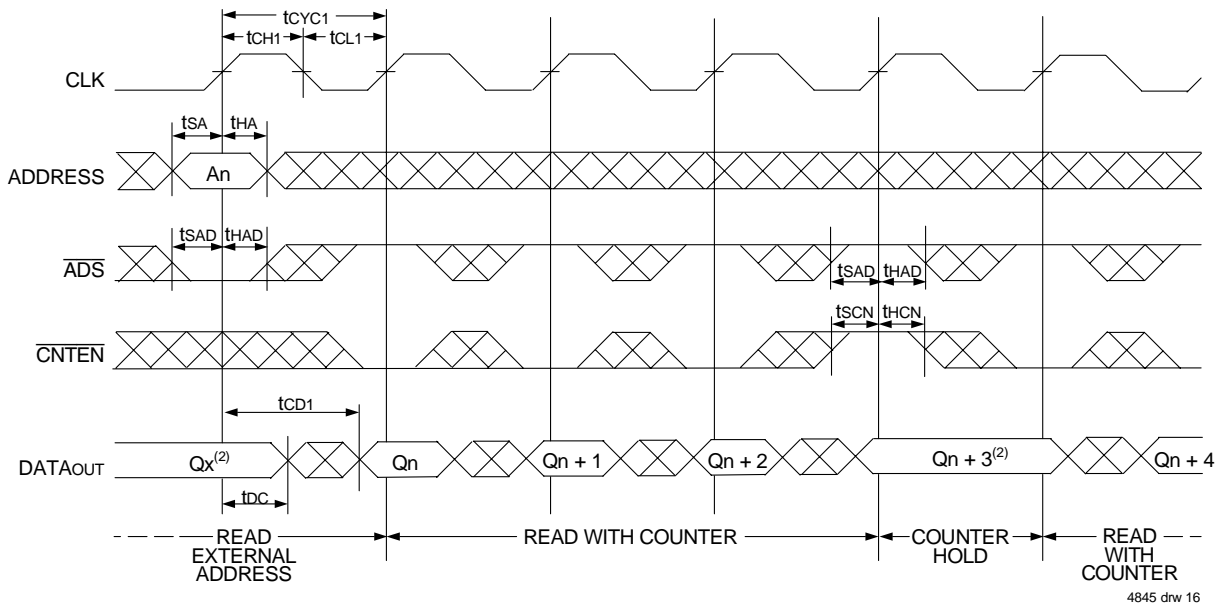 tCYC1
tCH1 tCL1
CLK
tSA tHA
ADDRESS An
tSAD tHAD
ADS
tSAD tHAD
tSCN tHCN
CNTEN
tCD1
DATAOUT Qx(2) Qn Qn + 1 Qn + 2 Qn + 3(2) Qn + 4
tDC
READ EXTERNAL ADDRESS
READ WITH COUNTER
COUNTER HOLD
READ WITH COUNTER
4845 drw 16